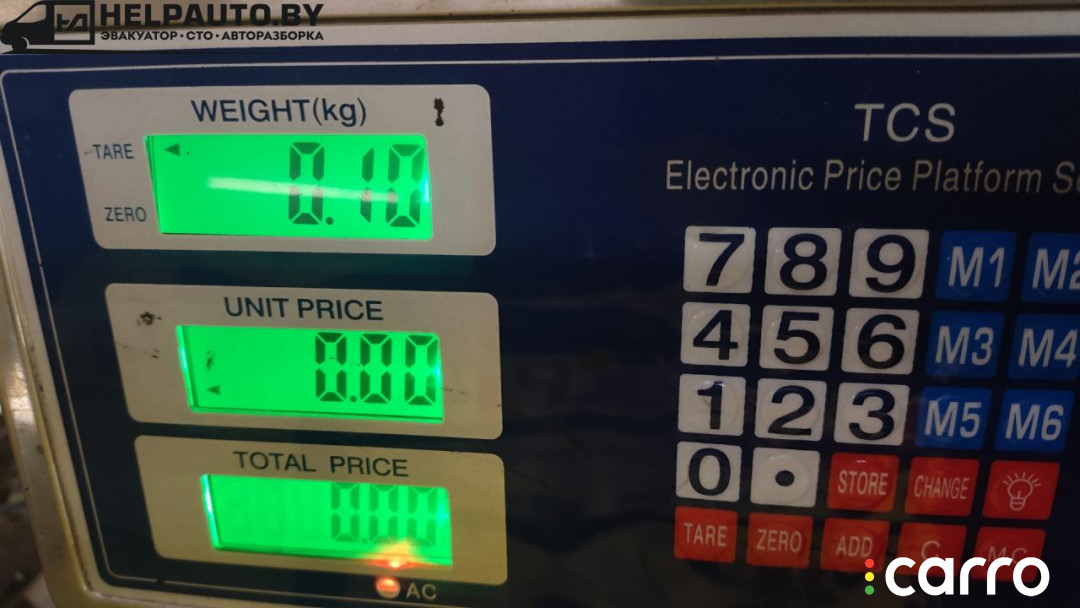 HELPAUTO.BY
ЭВАКУАТОР • СТО • АВТОРАЗБОРКА
WEIGHT(kg)
TARE
0.10
ZERO
UNIT PRICE
0.00
TOTAL PRICE
0.00
AC
TCS
Electronic Price Platform
7 8 9 M1
4 5 6 M3 M4
1 2 3 M5 M6
0 • STORE CHANGE
TARE ZERO ADD
carro